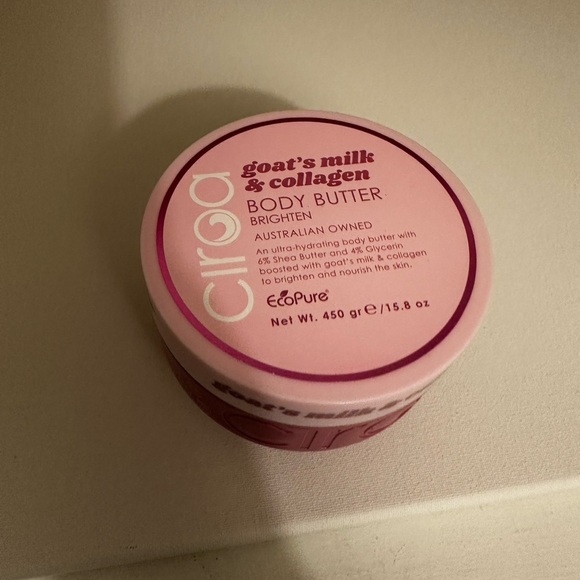 ciroa
goat's milk
& collagen
BODY BUTTER
BRIGHTEN
AUSTRALIAN OWNED
An ultra-hydrating body butter with
6% Shea Butter and 4% Glycerin
boosted with goat's milk & collagen
to brighten and nourish the skin.
EcoPure®
Net Wt. 450 gr ℮ /15.8 oz
goat's milk &